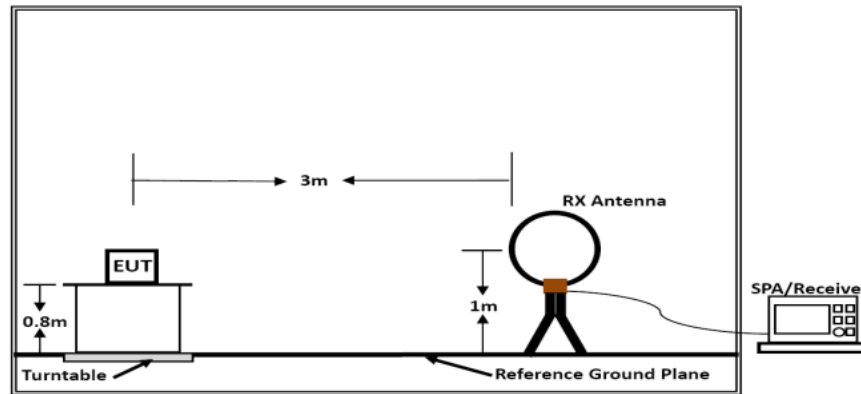 3m
RX Antenna
EUT
SPA/Receive
0.8m
1m
Turntable
Reference Ground Plane